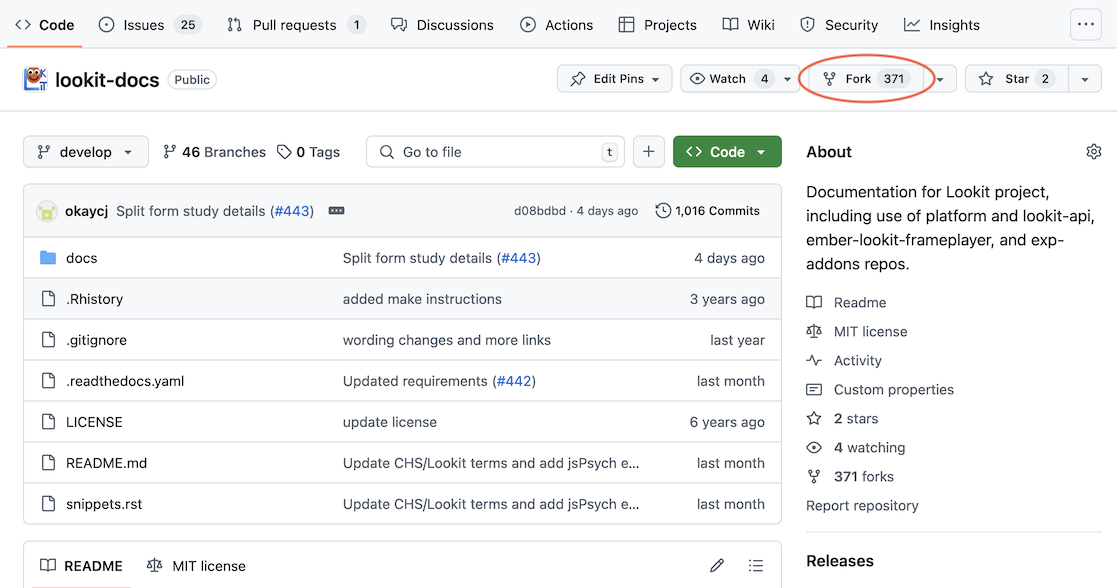 Code Issues 25 Pull requests 1 Discussions Actions Projects Wiki Security Insights
lookit-docs Public Edit Pins Watch 4 Fork 371 Star 2
develop 46 Branches 0 Tags Go to file t Code
okaycj Split form study details (#443) d08bdbd · 4 days ago 1,016 Commits
docs Split form study details (#443) 4 days ago
.Rhistory added make instructions 3 years ago
.gitignore wording changes and more links last year
.readthedocs.yaml Updated requirements (#442) last month
LICENSE update license 6 years ago
README.md Update CHS/Lookit terms and add jsPsych e... last month
snippets.rst Update CHS/Lookit terms and add jsPsych e... last month
README MIT license
About
Documentation for Lookit project,
including use of platform and lookit-api,
ember-lookit-frameplayer, and exp-
addons repos.
Readme
MIT license
Activity
Custom properties
2 stars
4 watching
371 forks
Report repository
Releases